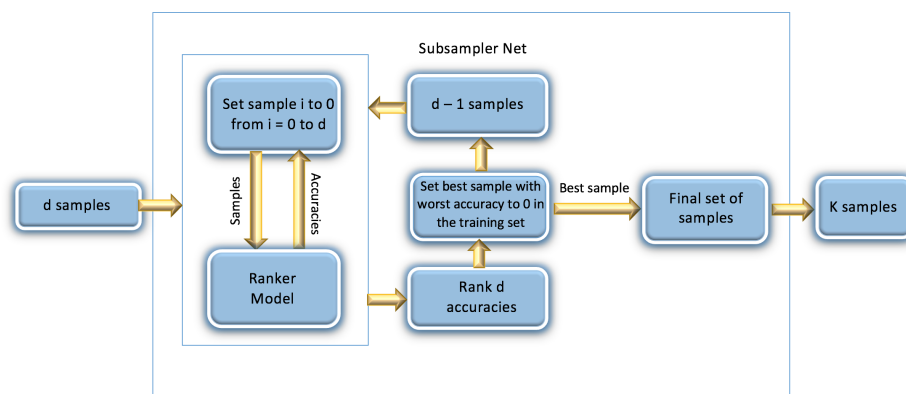 Subsampler Net
d samples
Set sample i to 0
from i = 0 to d
Samples
Accuracies
Ranker
Model
d – 1 samples
Set best sample with
worst accuracy to 0 in
the training set
Rank d
accuracies
Best sample
Final set of
samples
K samples